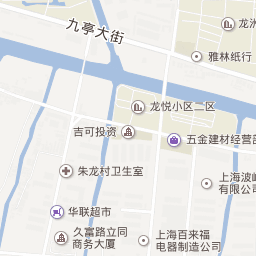 九亭大街
龙洲
雅林纸行
龙悦小区二区
吉可投资
五金建材经营部
朱龙村卫生室
上海波
有限公司
华联超市
久富路立同
商务大厦
上海百来福
电器制造公司